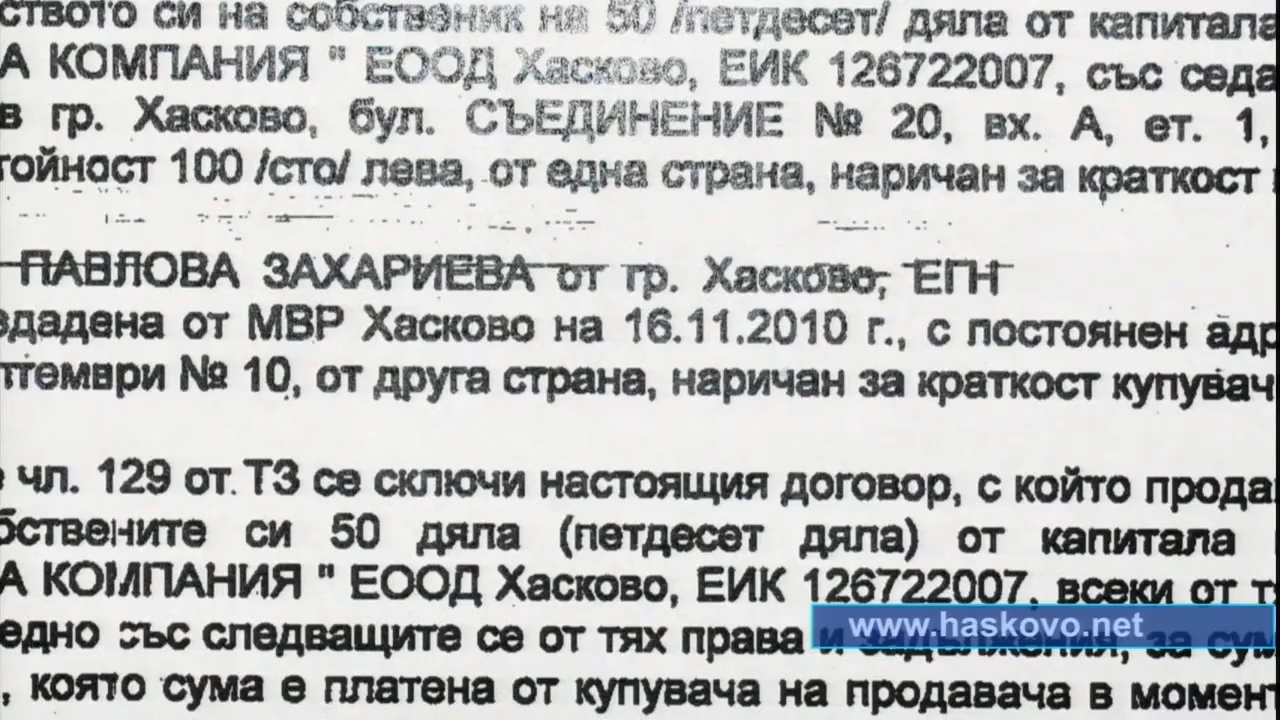 ството си на собственик на 50 /петдесет/ дяла от капитала
А КОМПАНИЯ " ЕООД Хасково, ЕИК 126722007, със седа
в гр. Хасково, бул. СЪЕДИНЕНИЕ № 20, вх. А, ет. 1,
тойност 100 /сто/ лева, от една страна, наричан за краткост
ПАВЛОВА ЗАХАРИЕВА от гр. Хасково, ЕГН
здадена от МВР Хасково на 16.11.2010 г., с постоянен адр
птември № 10, от друга страна, наричан за краткост купувач
чл. 129 от ТЗ се сключи настоящия договор, с който прода
бствените си 50 дяла (петдесет дяла) от капитала
А КОМПАНИЯ " ЕООД Хасково, ЕИК 126722007, всеки от т
едно със следващите се от тях права и задължения, за сум
, която сума е платена от купувача на продавача в момент
www.haskovo.net